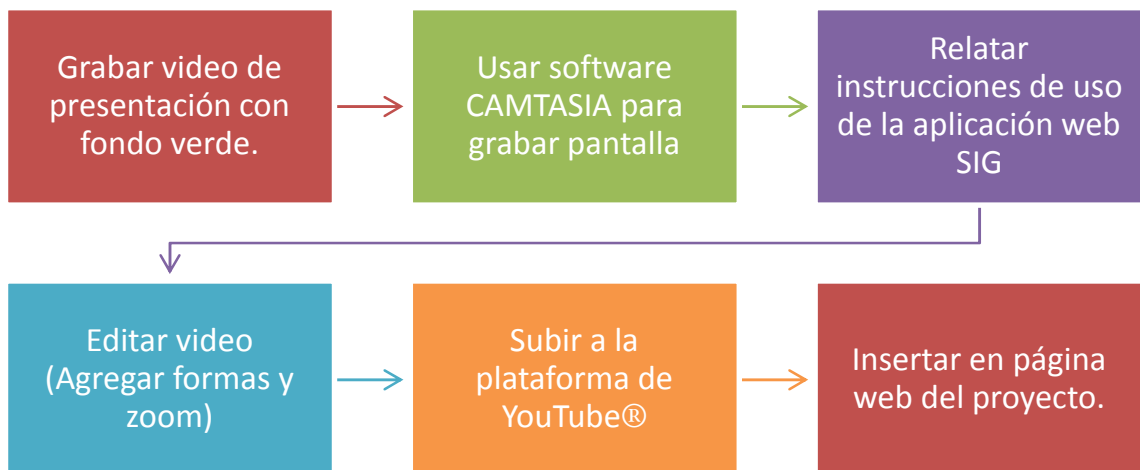 Grabar video de
presentación con
fondo verde.
Usar software
CAMTASIA para
grabar pantalla
Relatar
instrucciones de uso
de la aplicación web
SIG
Editar video
(Agregar formas y
zoom)
Subir a la
plataforma de
YouTube®
Insertar en página
web del proyecto.